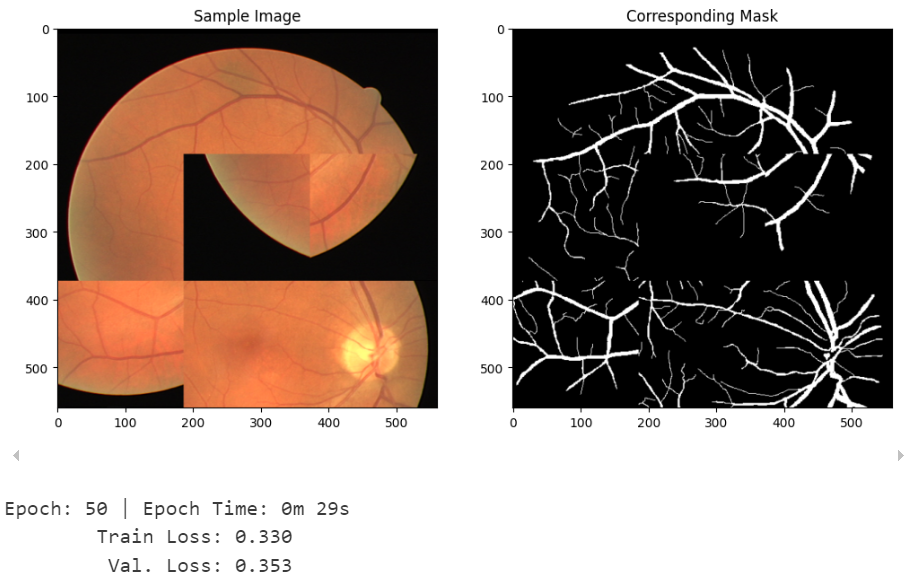 Sample Image
Corresponding Mask
0
100
200
300
400
500
0
100
200
300
400
500
0 100 200 300 400 500
0 100 200 300 400 500
Epoch: 50 | Epoch Time: 0m 29s
Train Loss: 0.330
Val. Loss: 0.353